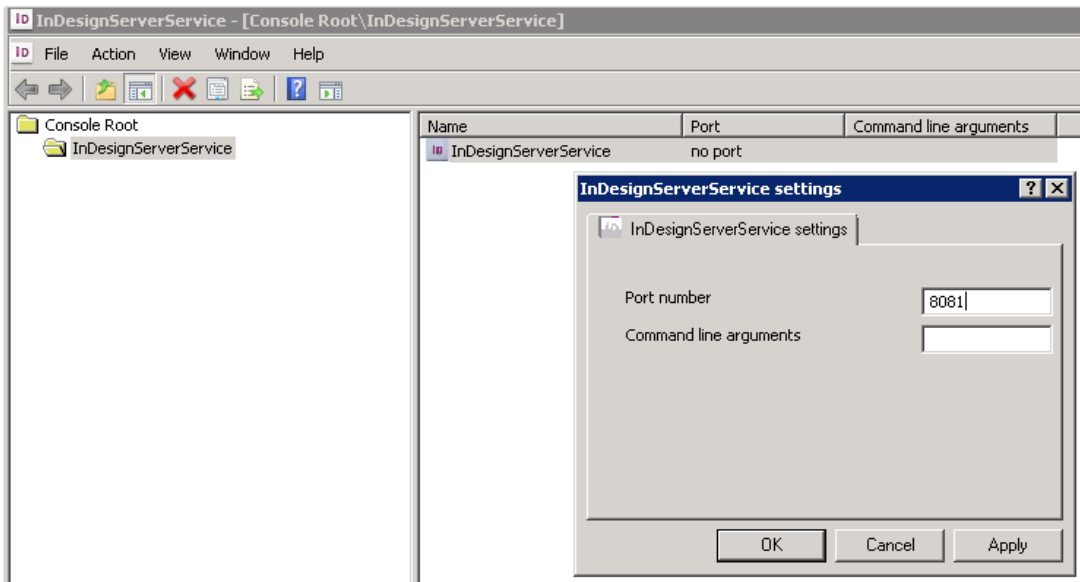 InDesignServerService - [Console Root\InDesignServerService]
File Action View Window Help
Console Root
InDesignServerService
Name Port Command line arguments
InDesignServerService no port
InDesignServerService settings
InDesignServerService settings
Port number 8081
Command line arguments
OK Cancel Apply